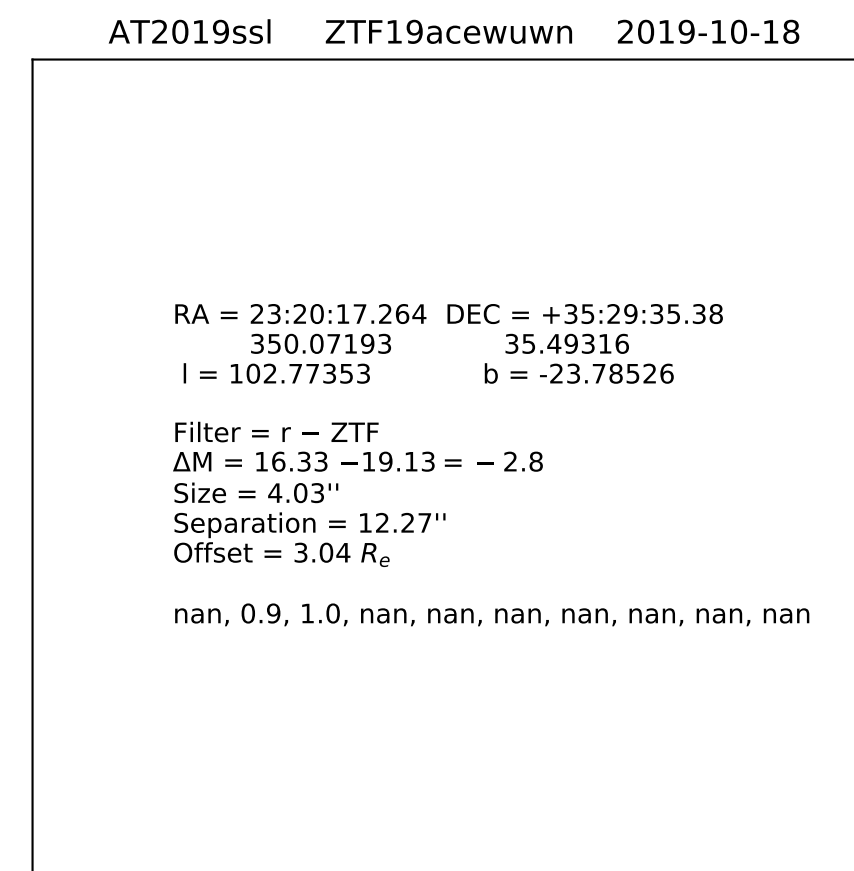 AT2019ssl ZTF19acewuwn 2019-10-18
RA = 23:20:17.264 DEC = +35:29:35.38
350.07193 35.49316
l = 102.77353 b = -23.78526
Filter = r − ZTF
ΔM = 16.33 −19.13 = − 2.8
Size = 4.03''
Separation = 12.27''
Offset = 3.04 Rₑ
nan, 0.9, 1.0, nan, nan, nan, nan, nan, nan, nan